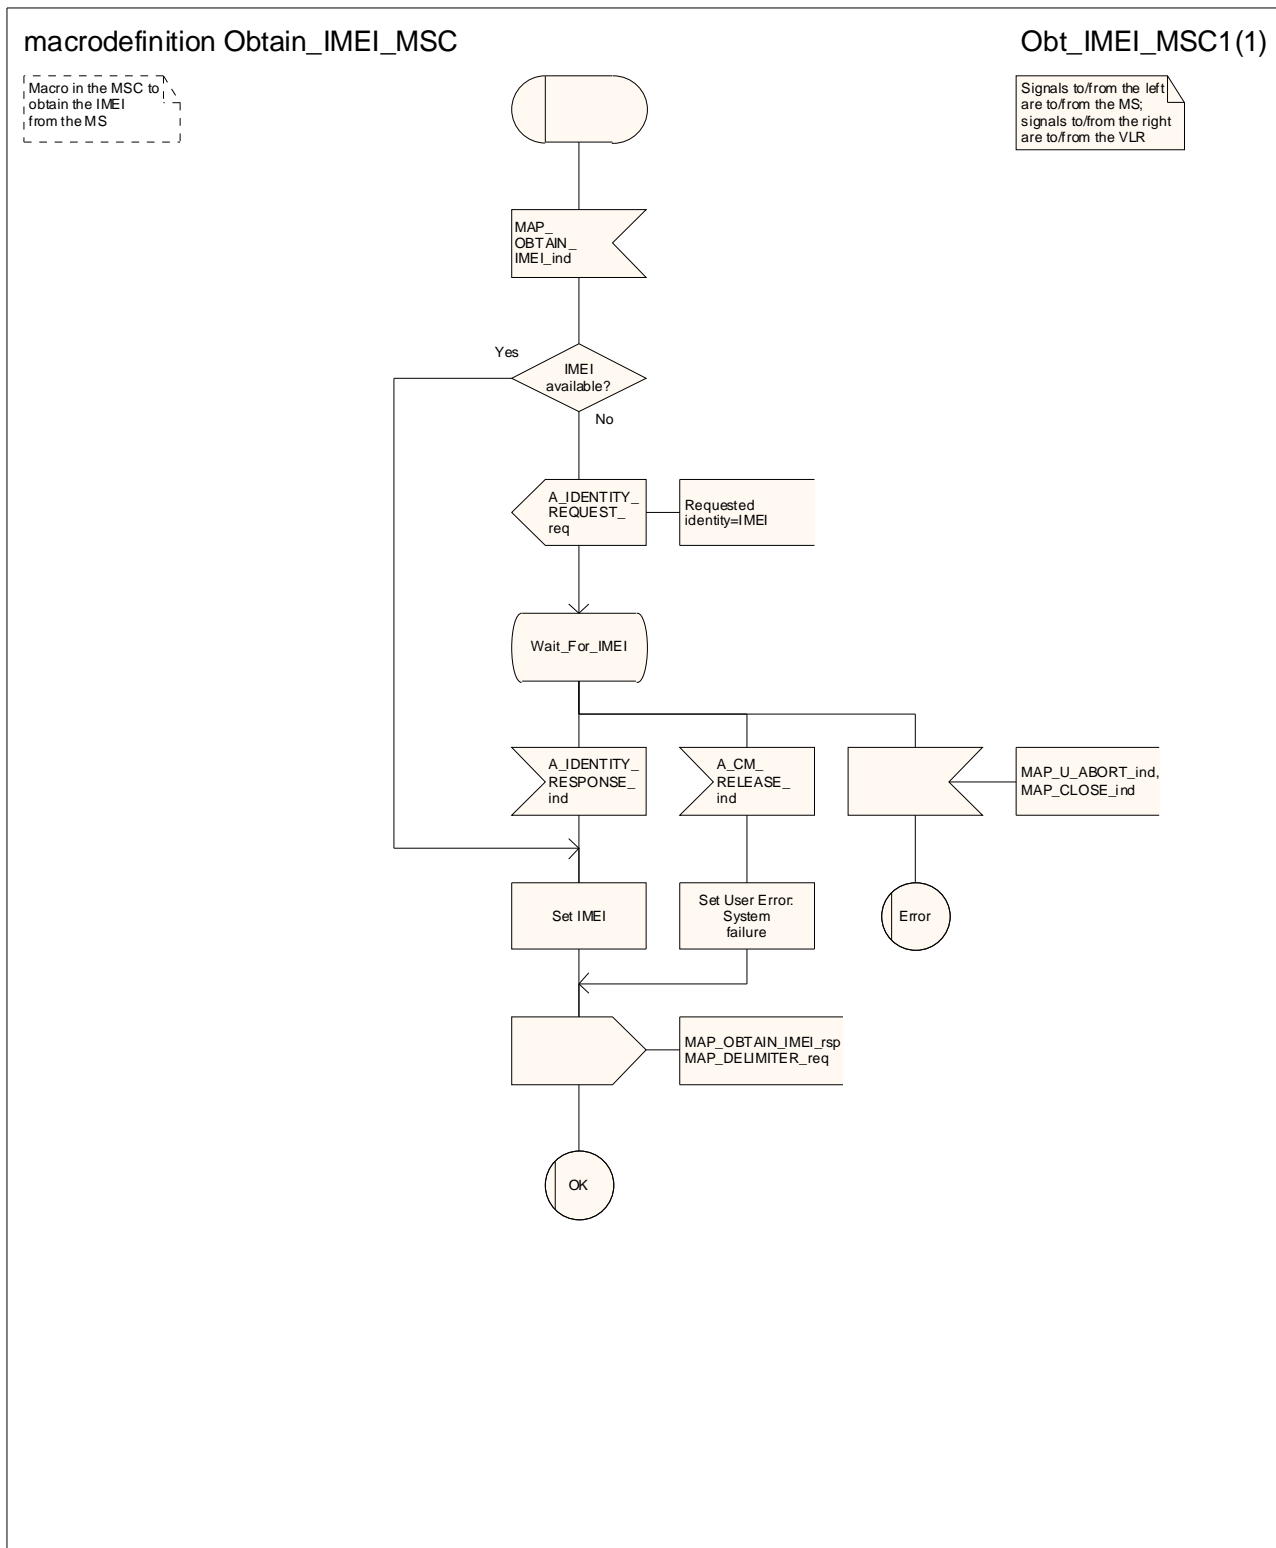 macrodefinition Obtain_IMEI_MSC
Obt_IMEI_MSC1(1)
Macro in the MSC to
obtain the IMEI
from the MS
Signals to/from the left
are to/from the MS;
signals to/from the right
are to/from the VLR
MAP_
OBTAIN_
IMEI_ind
Yes
IMEI
available?
No
A_IDENTITY_
REQUEST_
req
Requested
identity=IMEI
Wait_For_IMEI
A_IDENTITY_
RESPONSE_
ind
A_CM_
RELEASE_
ind
MAP_U_ABORT_ind,
MAP_CLOSE_ind
Set IMEI
Set User Error:
System
failure
Error
MAP_OBTAIN_IMEI_rsp
MAP_DELIMITER_req
OK